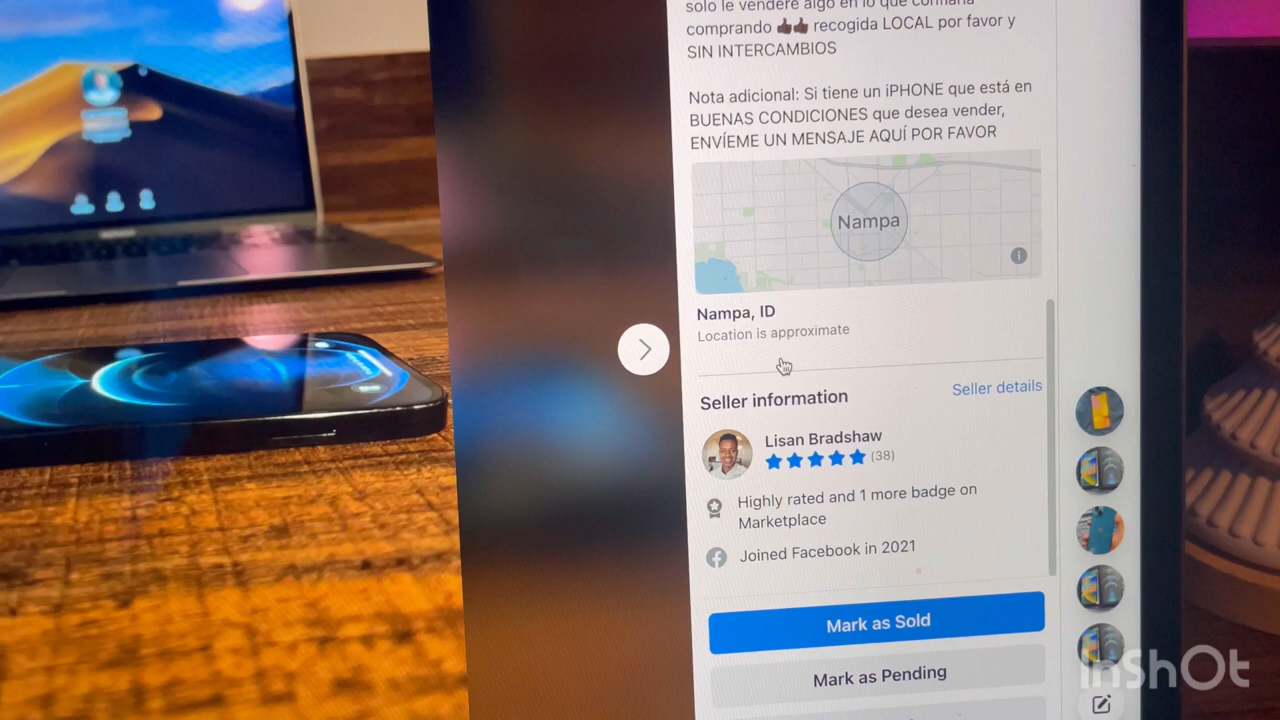 solo le venderé algo en lo que confiaría
comprando 👍🏿👍🏿 recogida LOCAL por favor y
SIN INTERCAMBIOS
Nota adicional: Si tiene un iPHONE que está en
BUENAS CONDICIONES que desea vender,
ENVÍEME UN MENSAJE AQUÍ POR FAVOR
Nampa
Nampa, ID
Location is approximate
Seller information
Seller details
Lisan Bradshaw
(38)
Highly rated and 1 more badge on
Marketplace
Joined Facebook in 2021
Mark as Sold
Mark as Pending
InShOt